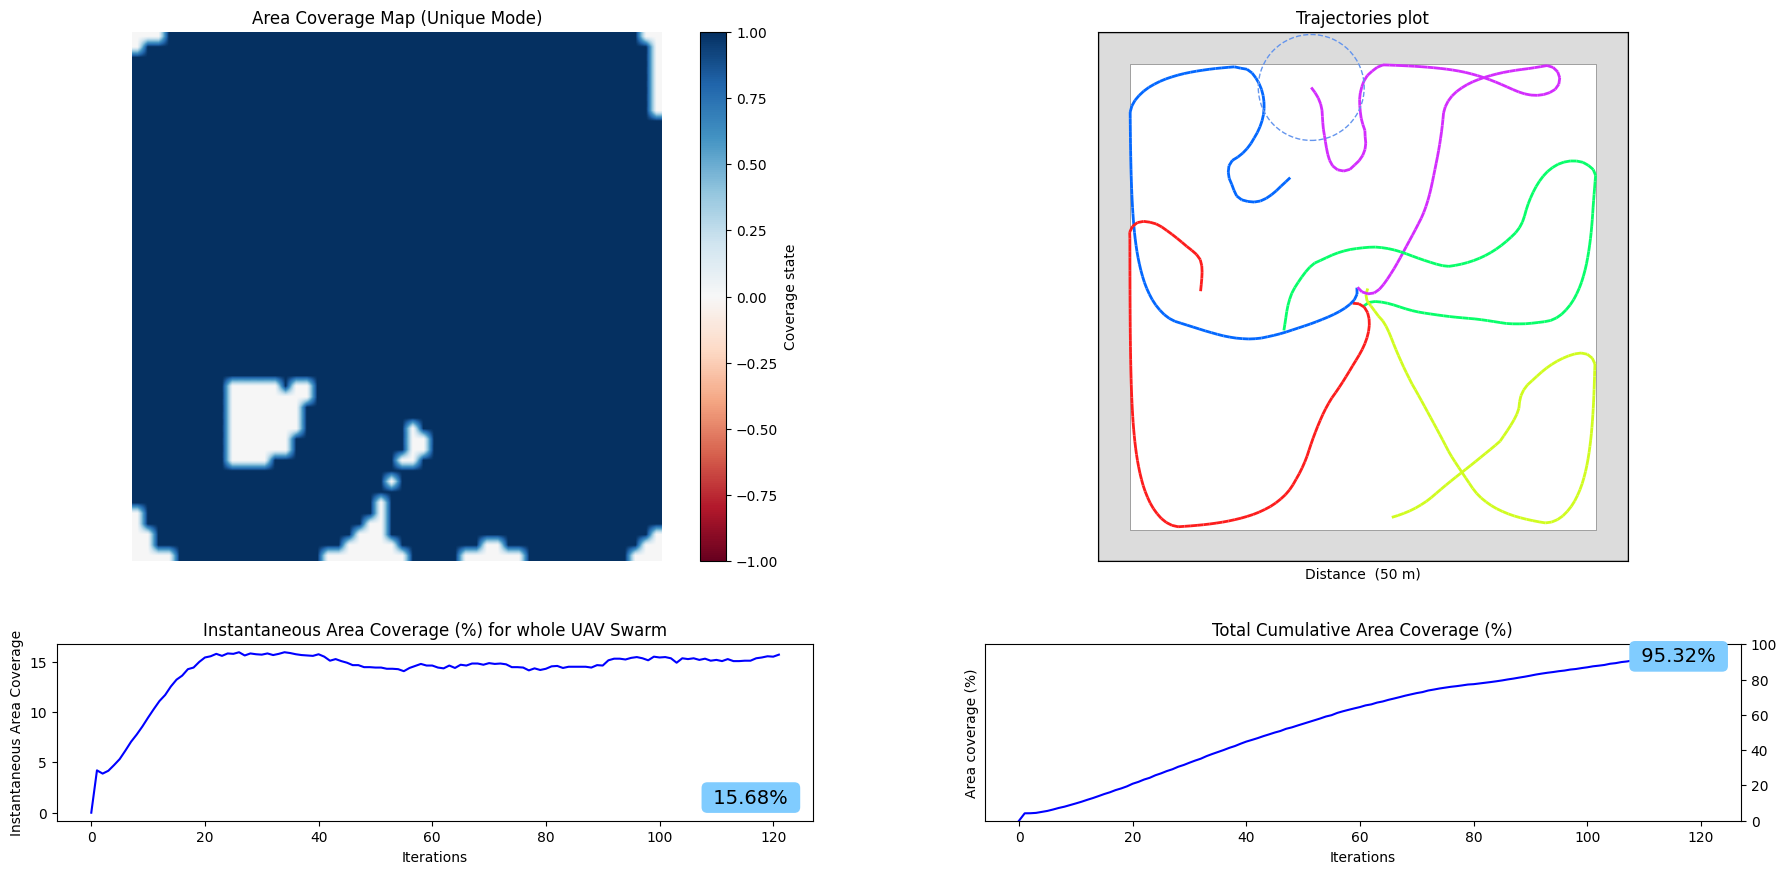 Area Coverage Map (Unique Mode)
1.00
0.75
0.50
0.25
0.00
−0.25
−0.50
−0.75
−1.00
Coverage state
Trajectories plot
Distance  (50 m)
Instantaneous Area Coverage (%) for whole UAV Swarm
Instantaneous Area Coverage
15
10
5
0
15.68%
0 20 40 60 80 100 120
Iterations
Total Cumulative Area Coverage (%)
Area coverage (%)
95.32%
100
80
60
40
20
0
0 20 40 60 80 100 120
Iterations